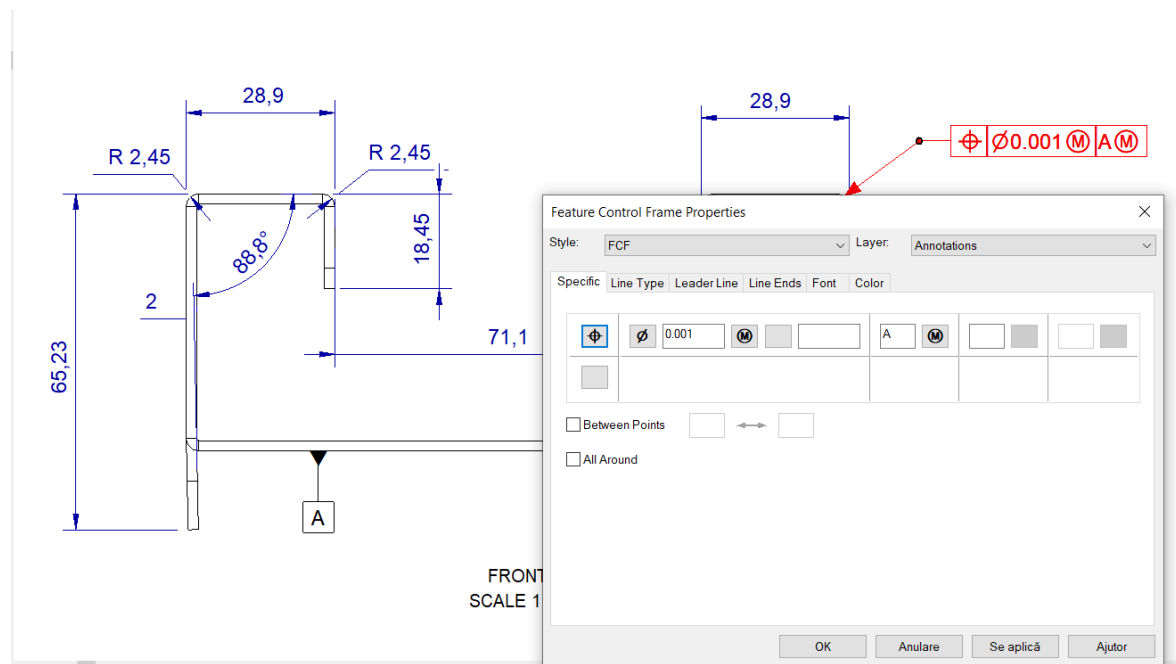 28,9
28,9
⌖ Ø0.001 Ⓜ A Ⓜ
R 2,45
R 2,45
18,45
88,8°
2
71,1
65,23
A
FRONT
SCALE 1
Feature Control Frame Properties
Style: FCF Layer: Annotations
Specific Line Type Leader Line Line Ends Font Color
⌖ Ø 0.001 Ⓜ A Ⓜ
Between Points
All Around
OK Anulare Se aplică Ajutor